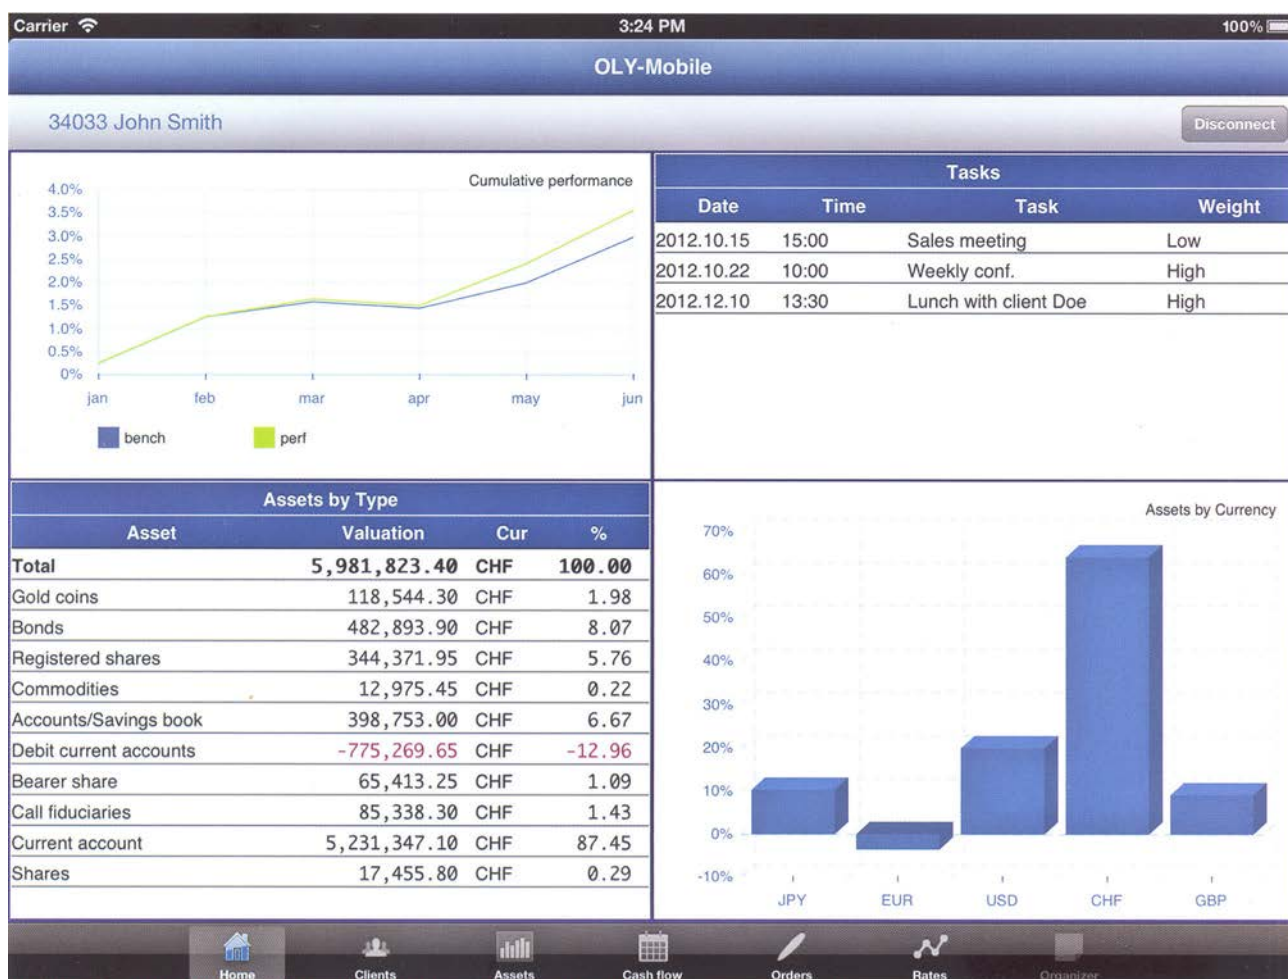 Carrier 3:24 PM 100%
OLY-Mobile
34033 John Smith Disconnect
Cumulative performance
4.0%
3.5%
3.0%
2.5%
2.0%
1.5%
1.0%
0.5%
0%
jan feb mar apr may jun
bench perf
Tasks
Date Time Task Weight
2012.10.15 15:00 Sales meeting Low
2012.10.22 10:00 Weekly conf. High
2012.12.10 13:30 Lunch with client Doe High
Assets by Type
Asset Valuation Cur %
Total 5,981,823.40 CHF 100.00
Gold coins 118,544.30 CHF 1.98
Bonds 482,893.90 CHF 8.07
Registered shares 344,371.95 CHF 5.76
Commodities 12,975.45 CHF 0.22
Accounts/Savings book 398,753.00 CHF 6.67
Debit current accounts -775,269.65 CHF -12.96
Bearer share 65,413.25 CHF 1.09
Call fiduciaries 85,338.30 CHF 1.43
Current account 5,231,347.10 CHF 87.45
Shares 17,455.80 CHF 0.29
Assets by Currency
70%
60%
50%
40%
30%
20%
10%
0%
-10%
JPY EUR USD CHF GBP
Home Clients Assets Cash flow Orders Rates Organizer